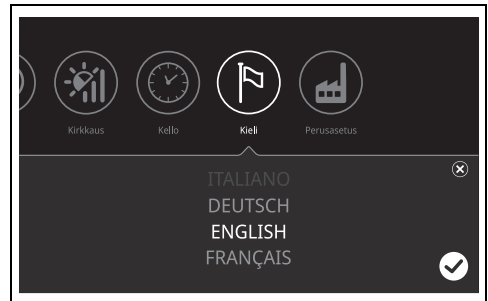 Kirkkaus Kello Kieli Perusasetus
ITALIANO
DEUTSCH
ENGLISH
FRANÇAIS